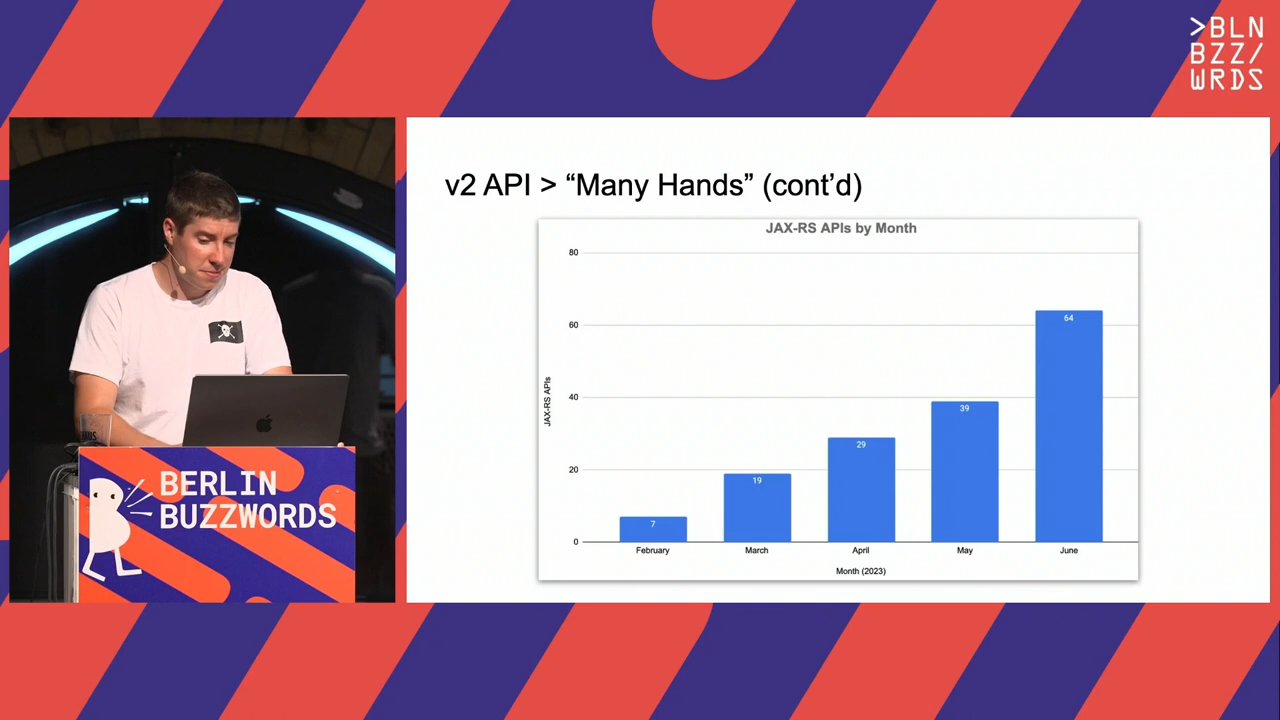 >BLN
BZZ/
WRDS
v2 API > “Many Hands” (cont’d)
JAX-RS APIs by Month
80
60
40
20
0
JAX-RS APIs
7
19
29
39
64
February
March
April
May
June
Month (2023)
BERLIN
BUZZWORDS